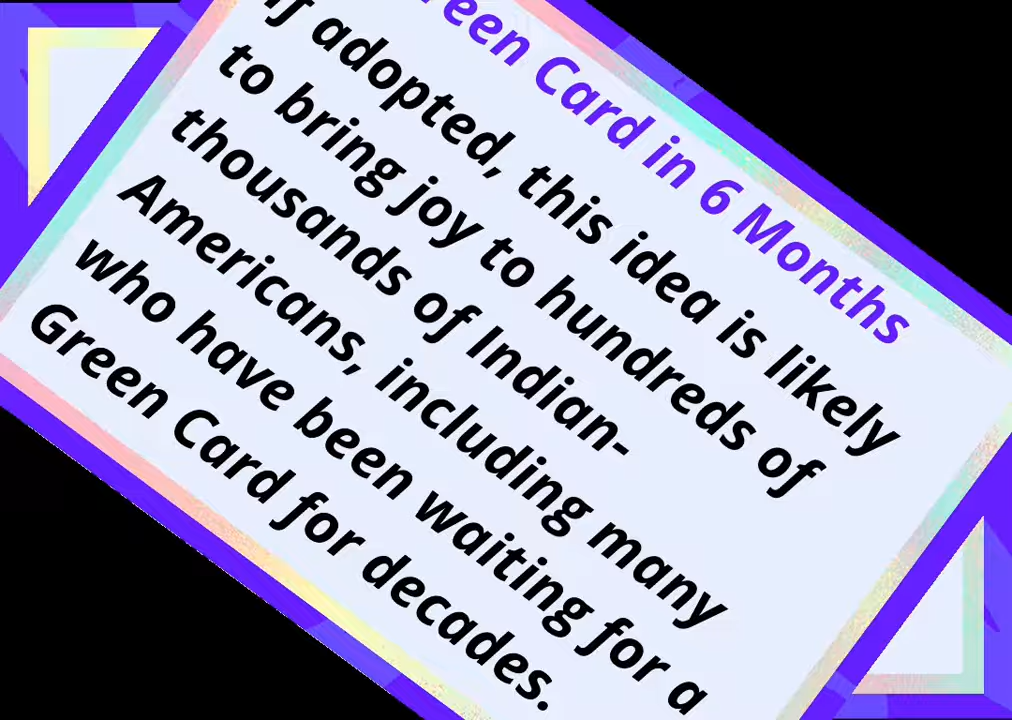 Green Card in 6 Months
If adopted, this idea is likely
to bring joy to hundreds of
thousands of Indian-
Americans, including many
who have been waiting for a
Green Card for decades.